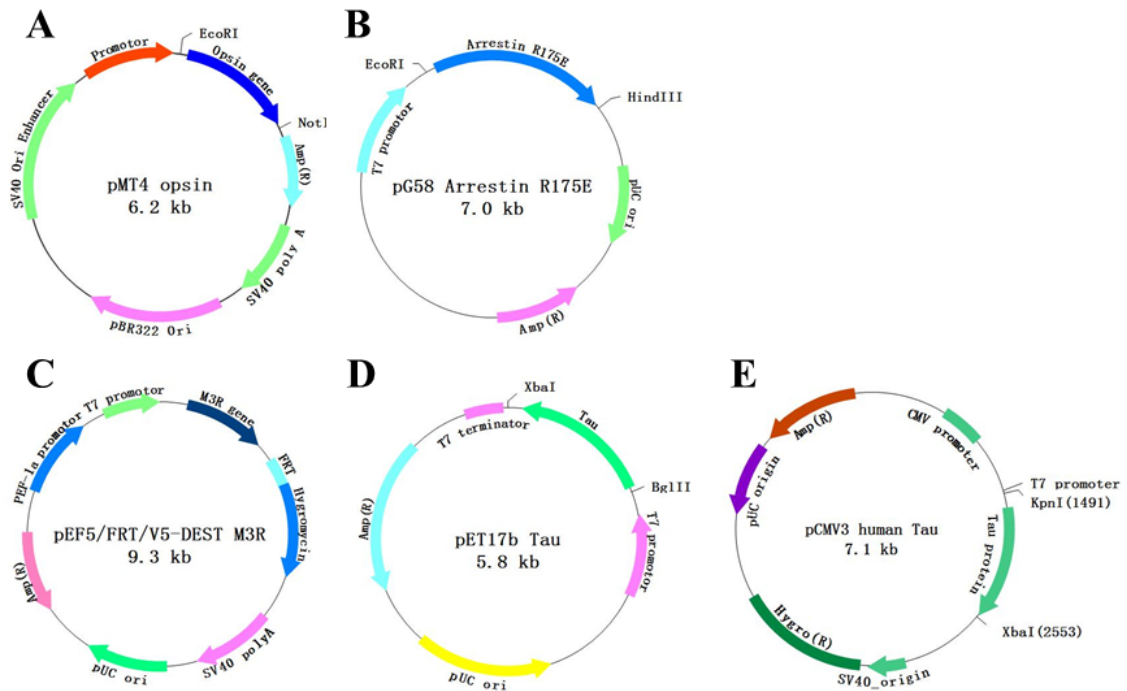 A
Promotor
EcoRI
Opsin gene
NotI
Amp(R)
SV40 poly A
pBR322 Ori
SV40 Ori Enhancer
pMT4 opsin
6.2 kb
B
EcoRI
Arrestin R175E
HindIII
T7 promotor
pUC ori
Amp(R)
pG58 Arrestin R175E
7.0 kb
C
PEF-1a promotor
T7 promotor
M3R gene
FRT
Hygromycin
SV40 polyA
pUC ori
Amp(R)
pEF5/FRT/V5-DEST M3R
9.3 kb
D
XbaI
T7 terminator
Tau
BglII
T7 promotor
pUC ori
Amp(R)
pET17b Tau
5.8 kb
E
Amp(R)
CMV promoter
T7 promoter
KpnI(1491)
Tau protein
XbaI(2553)
SV40_origin
Hygro(R)
pUC origin
pCMV3 human Tau
7.1 kb